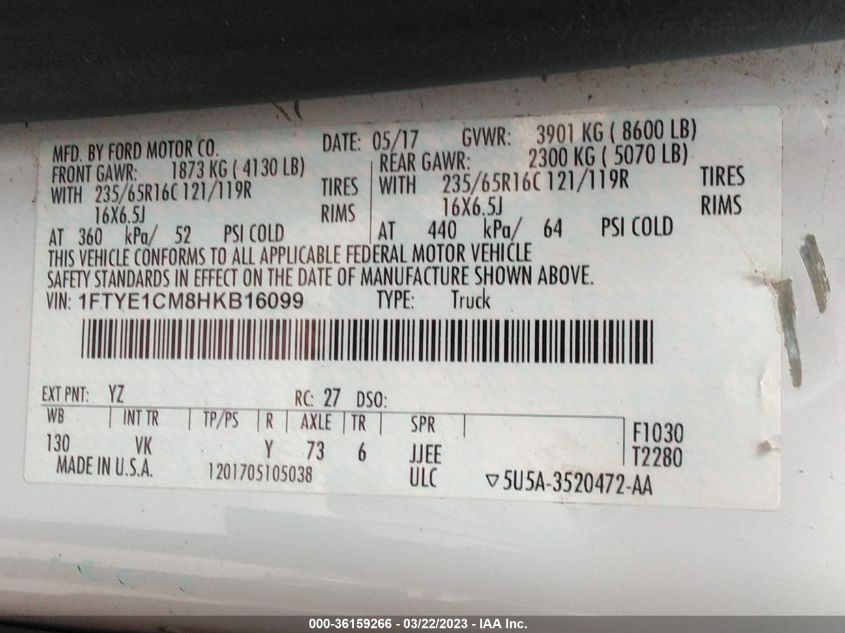 MFD. BY FORD MOTOR CO. DATE: 05/17 GVWR: 3901 KG ( 8600 LB)
FRONT GAWR: 1873 KG ( 4130 LB) REAR GAWR: 2300 KG ( 5070 LB)
WITH 235/65R16C 121/119R TIRES WITH 235/65R16C 121/119R TIRES
16X6.5J RIMS 16X6.5J RIMS
AT 360 kPa/ 52 PSI COLD AT 440 kPa/ 64 PSI COLD
THIS VEHICLE CONFORMS TO ALL APPLICABLE FEDERAL MOTOR VEHICLE
SAFETY STANDARDS IN EFFECT ON THE DATE OF MANUFACTURE SHOWN ABOVE.
VIN: 1FTYE1CM8HKB16099 TYPE: Truck
EXT PNT: YZ RC: 27 DSO:
WB INT TR TP/PS R AXLE TR SPR
130 VK Y 73 6 JJEE F1030
T2280
MADE IN U.S.A. 1201705105038 ULC ▽5U5A-3520472-AA
000-36159266 - 03/22/2023 - IAA Inc.